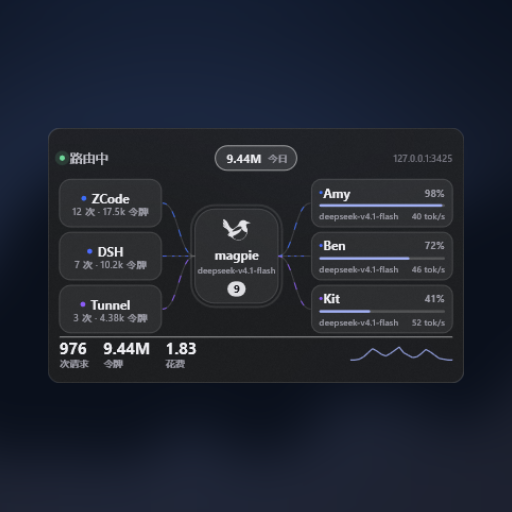 路由中
9.44M 今日
127.0.0.1:3425
ZCode
12 次 · 17.5k 令牌
DSH
7 次 · 10.2k 令牌
Tunnel
3 次 · 4.38k 令牌
magpie
deepseek-v4.1-flash
9
Amy 98%
deepseek-v4.1-flash 40 tok/s
Ben 72%
deepseek-v4.1-flash 46 tok/s
Kit 41%
deepseek-v4.1-flash 52 tok/s
976 9.44M 1.83
次请求 令牌 花费